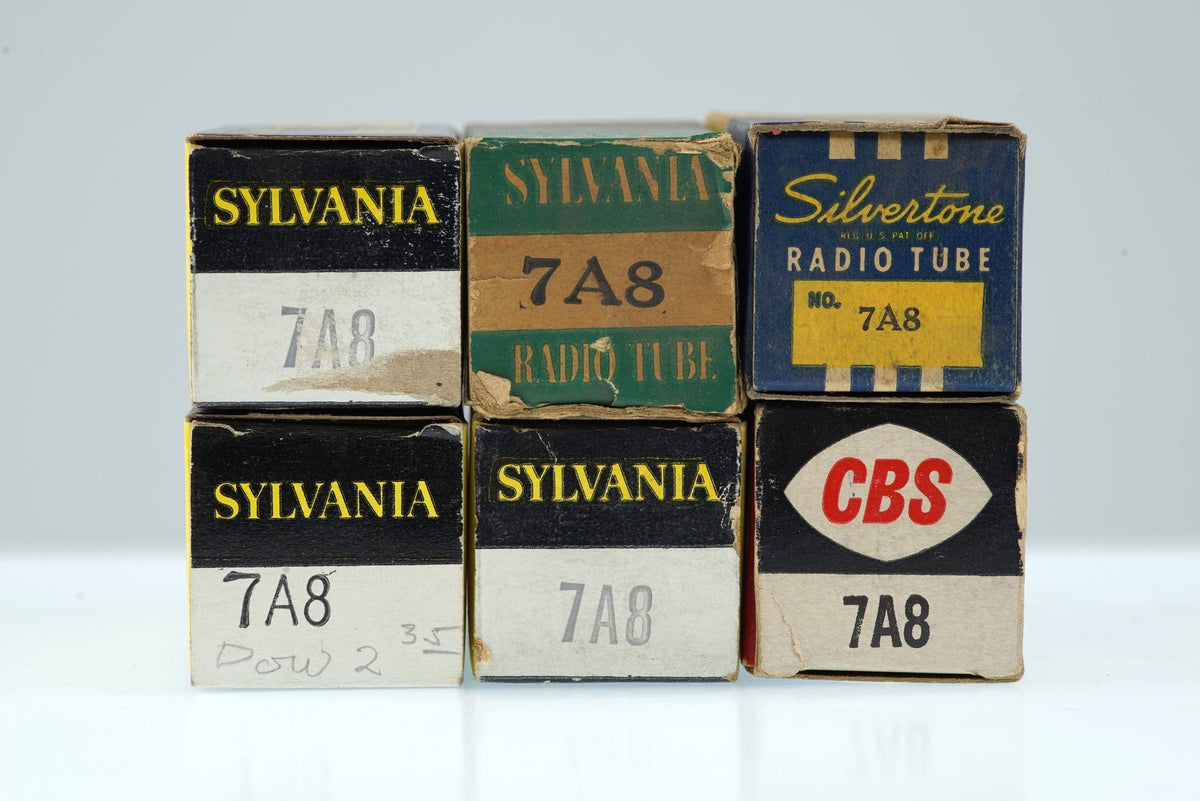 SYLVANIA
7A8
SYLVANIA
7A8
RADIO TUBE
Silvertone
REG. U.S. PAT. OFF.
RADIO TUBE
NO. 7A8
SYLVANIA
7A8
Dow 2 35
SYLVANIA
7A8
CBS
7A8